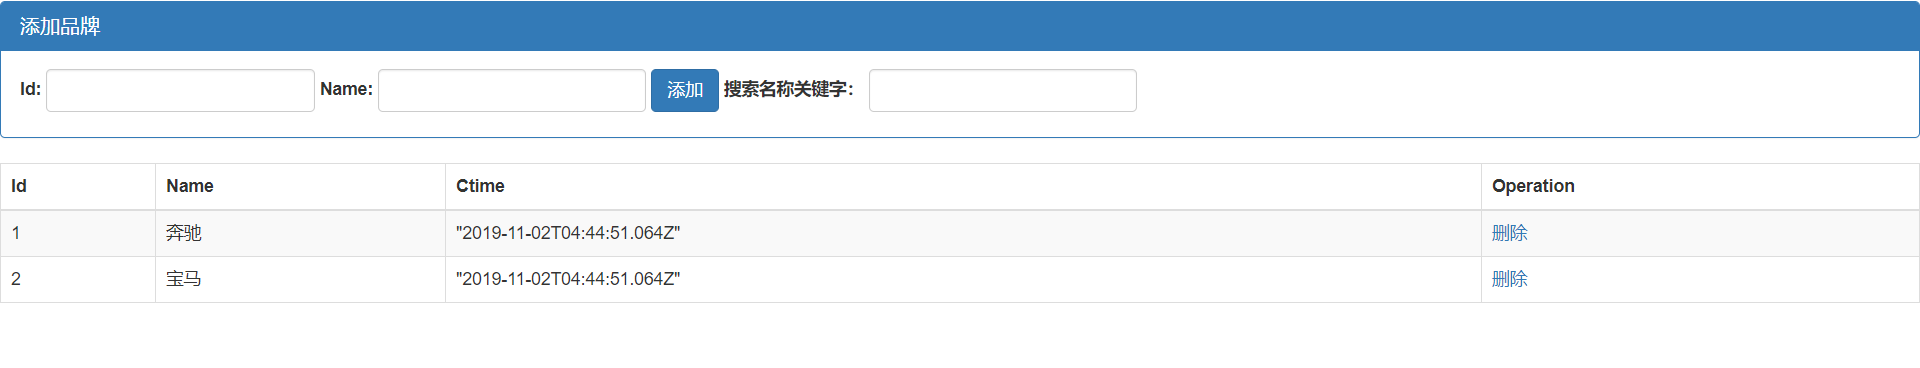 添加品牌
Id: Name: 添加 搜索名称关键字：
Id Name Ctime Operation
1 奔驰 "2019-11-02T04:44:51.064Z" 删除
2 宝马 "2019-11-02T04:44:51.064Z" 删除